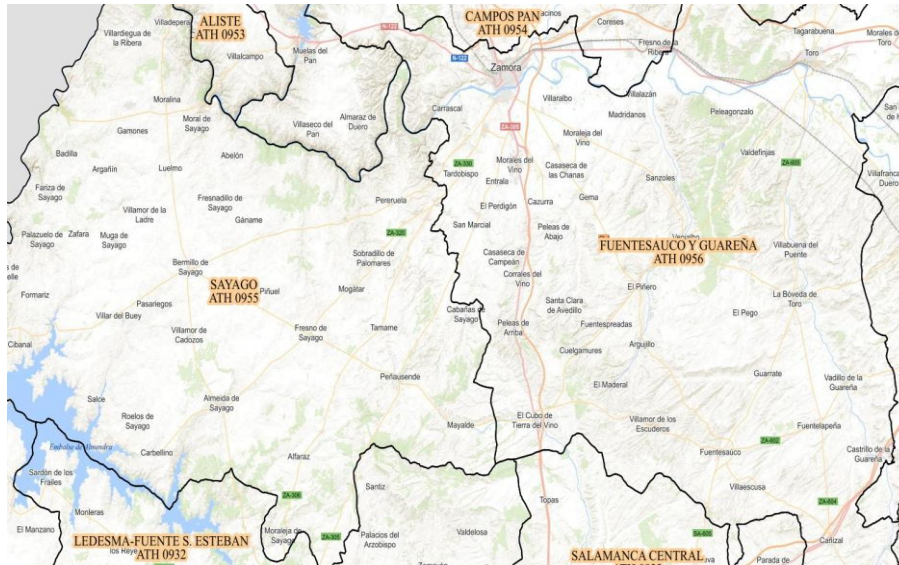 Villadepera
ALISTE
ATH 0953
CAMPOS PAN
ATH 0954
Coreses
Tagarabuena
Villardiegua de
la Ribera
Villalcampo
N-122
Muelas del
Pan
N-122
Zamora
Fresno de la
Toro
Morales de
Toro
Moralina
Carrascal
Villaralbo
Villalazán
Madridanos
Peleagonzalo
Moral de
Sayago
Gamones
Villaseco del
Pan
Almaraz de
Duero
ZA-305
Moraleja del
Vino
Badilla
Abelón
Valdefinjas
Argañín
Luelmo
ZA-330
Tardobispo
Morales del
Vino
Casaseca de
las Chanas
ZA-605
Villafranca
Duero
Fariza de
Sayago
Entrala
Sanzoles
Fresnadillo de
Sayago
Pereruela
El Perdigón
Cazurra
Gema
Villamor de la
Ladre
Gáname
San Marcial
Peleas de
Abajo
Palazuelo de
Sayago
Zafara
Muga de
Sayago
ZA-320
FUENTESAUCO Y GUAREÑA
ATH 0956
Villabuena del
Puente
Sobradillo de
Palomares
Casaseca de
Campeán
Bermillo de
Sayago
Corrales del
Vino
SAYAGO
ATH 0955
Piñuel
Mogátar
El Piñero
La Bóveda de
Toro
Formariz
Pasariegos
Santa Clara
de Avedillo
El Pego
Villar del Buey
Cabañas de
Sayago
Peleas de
Arriba
Fuentespreadas
Villamor de
Cadozos
Fresno de
Sayago
Tamame
Argujillo
Cibanal
Cuelgamures
Peñausende
Guarrate
Vadillo de la
Guareña
El Maderal
Salce
Almeida de
Sayago
Roelos de
Sayago
El Cubo de
Tierra del Vino
Villamor de los
Escuderos
Mayalde
Fuentelapeña
ZA-602
Embalse de Almendra
Carbellino
Alfaraz
Fuentesaúco
Castrillo de la
Guareña
Sardón de los
Frailes
Santiz
Villaescusa
ZA-306
Topas
ZA-604
Monleras
El Manzano
LEDESMA-FUENTE S. ESTEBAN
ATH 0932
Moraleja de
Sayago
ZA-305
Palacios del
Arzobispo
Valdelosa
SA-605
Cañizal
SALAMANCA CENTRAL
Parada de